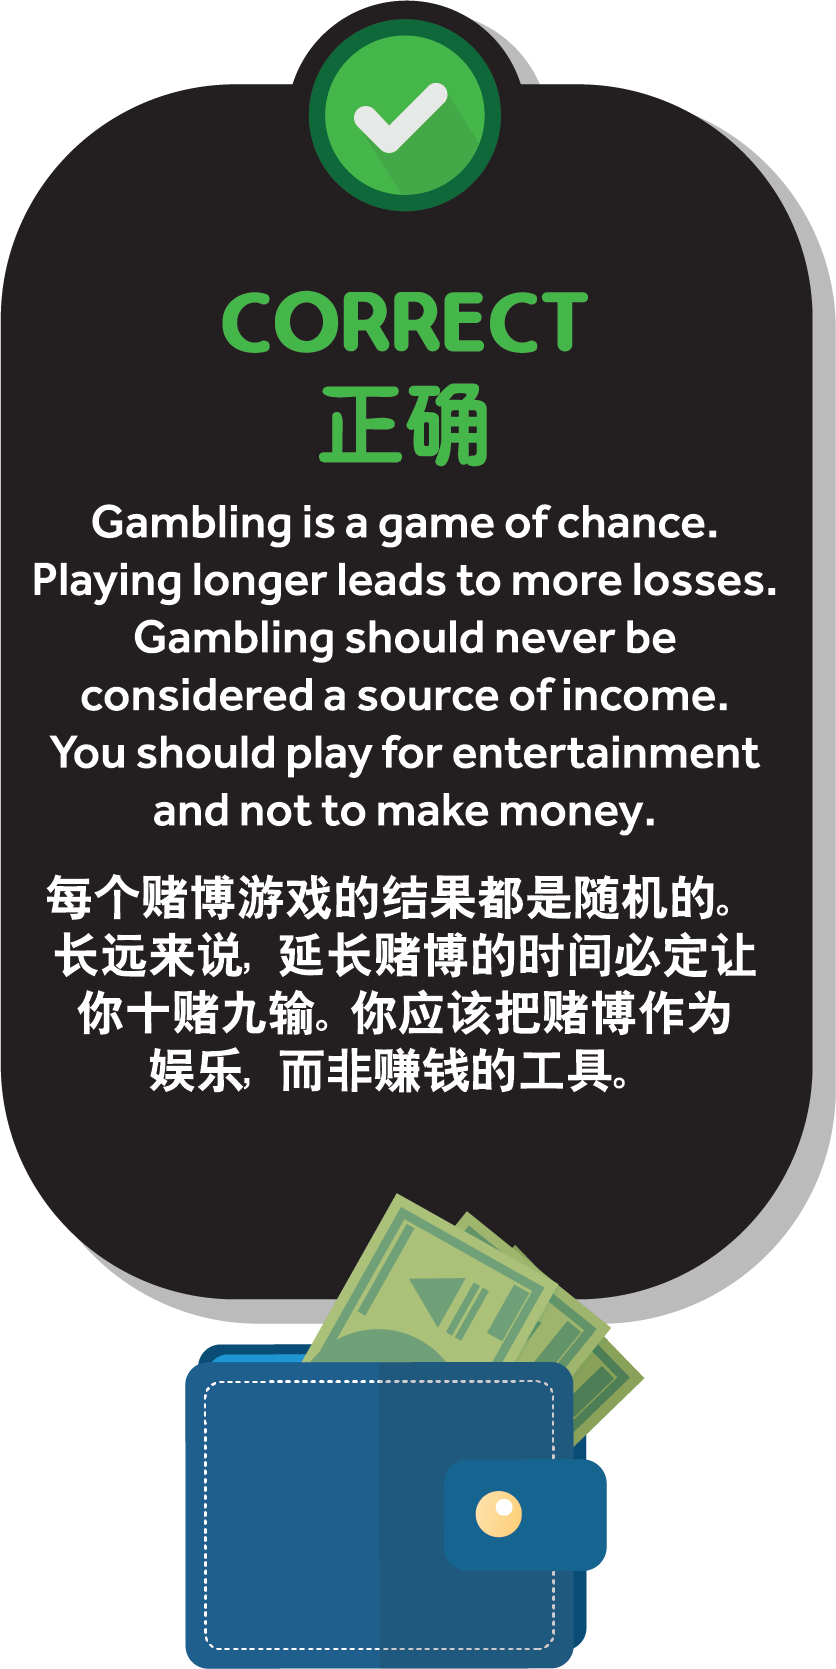 CORRECT
正确
Gambling is a game of chance.
Playing longer leads to more losses.
Gambling should never be
considered a source of income.
You should play for entertainment
and not to make money.
每个赌博游戏的结果都是随机的。
长远来说，延长赌博的时间必定让
你十赌九输。你应该把赌博作为
娱乐，而非赚钱的工具。